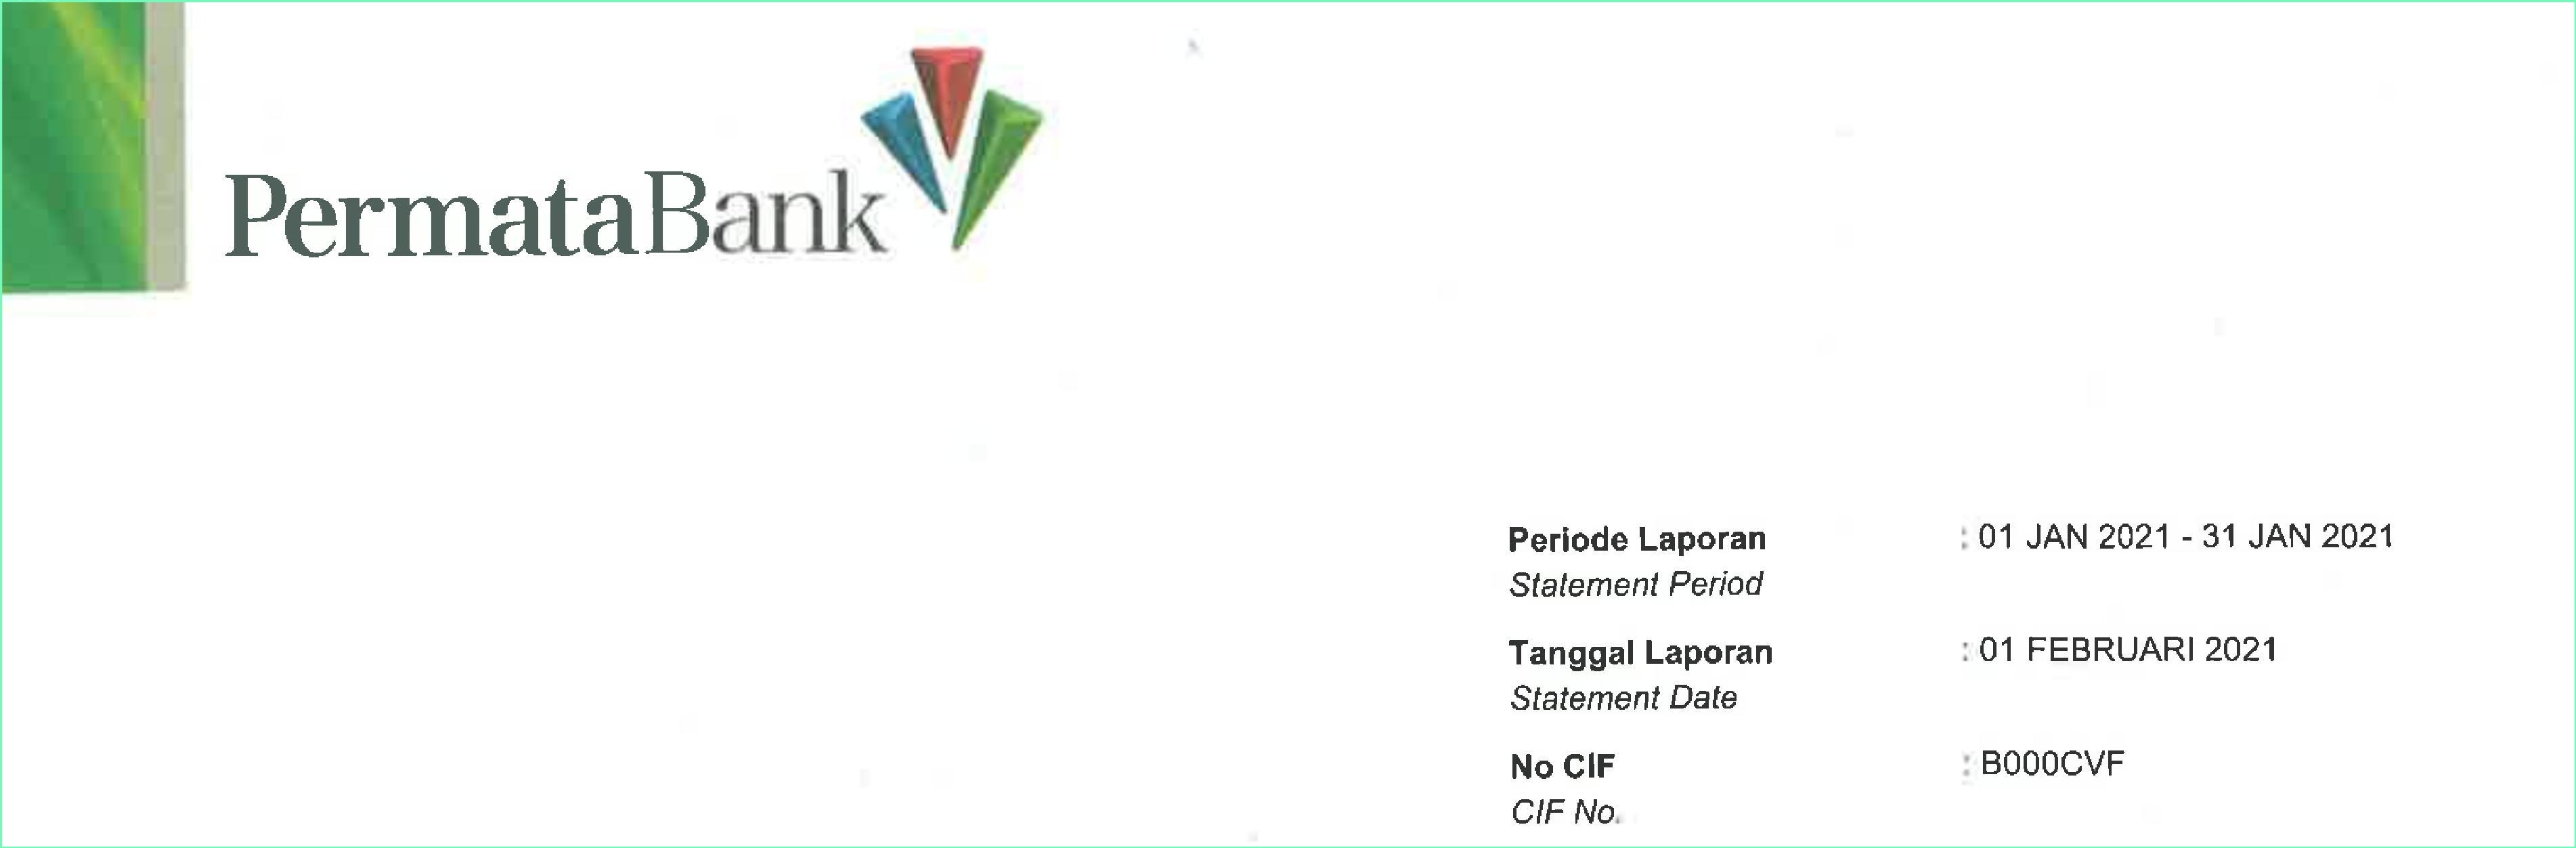 PermataBank
Periode Laporan : 01 JAN 2021 - 31 JAN 2021
Statement Period
Tanggal Laporan : 01 FEBRUARI 2021
Statement Date
No CIF : B000CVF
CIF No.